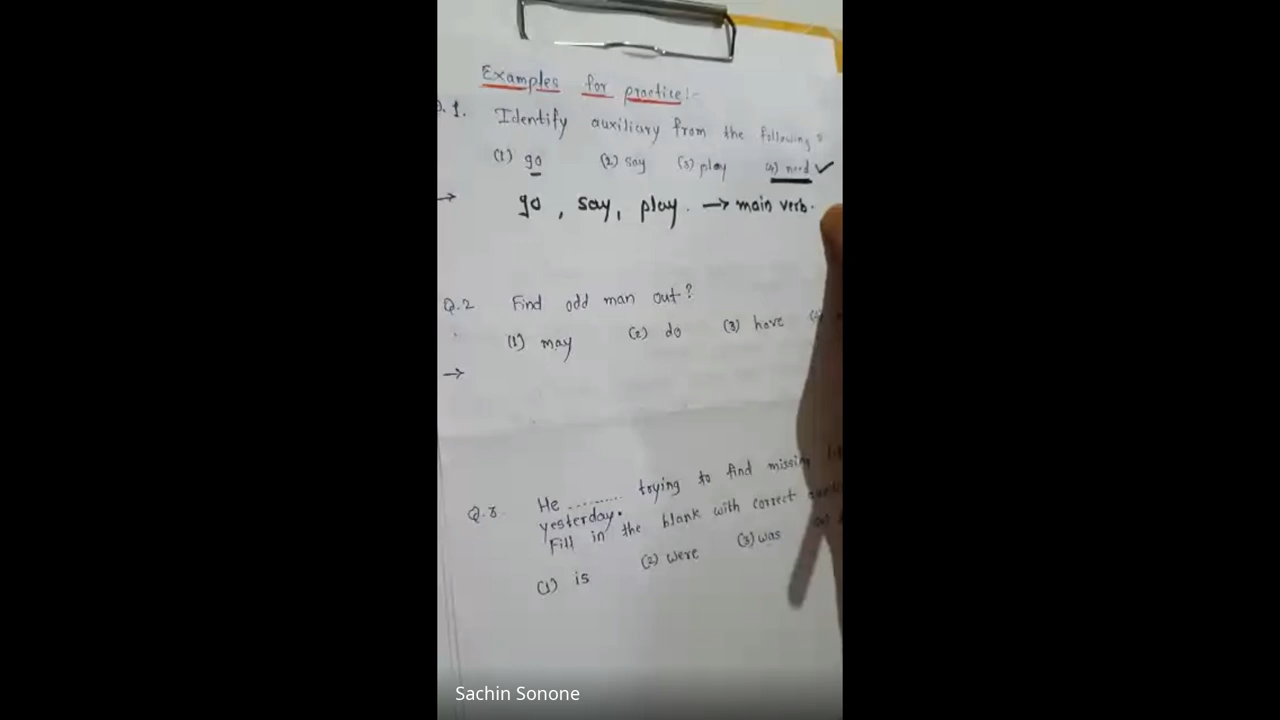 Examples for practice:-
Q.1. Identify auxiliary from the following:
(1) go (2) say (3) play (4) need ✓
→ go, say, play. → main verb.
Q.2 Find odd man out?
(1) may (2) do (3) have (4)
→
Q.3. He .......... trying to find missing
yesterday.
Fill in the blank with correct
(1) is (2) were (3) was
Sachin Sonone